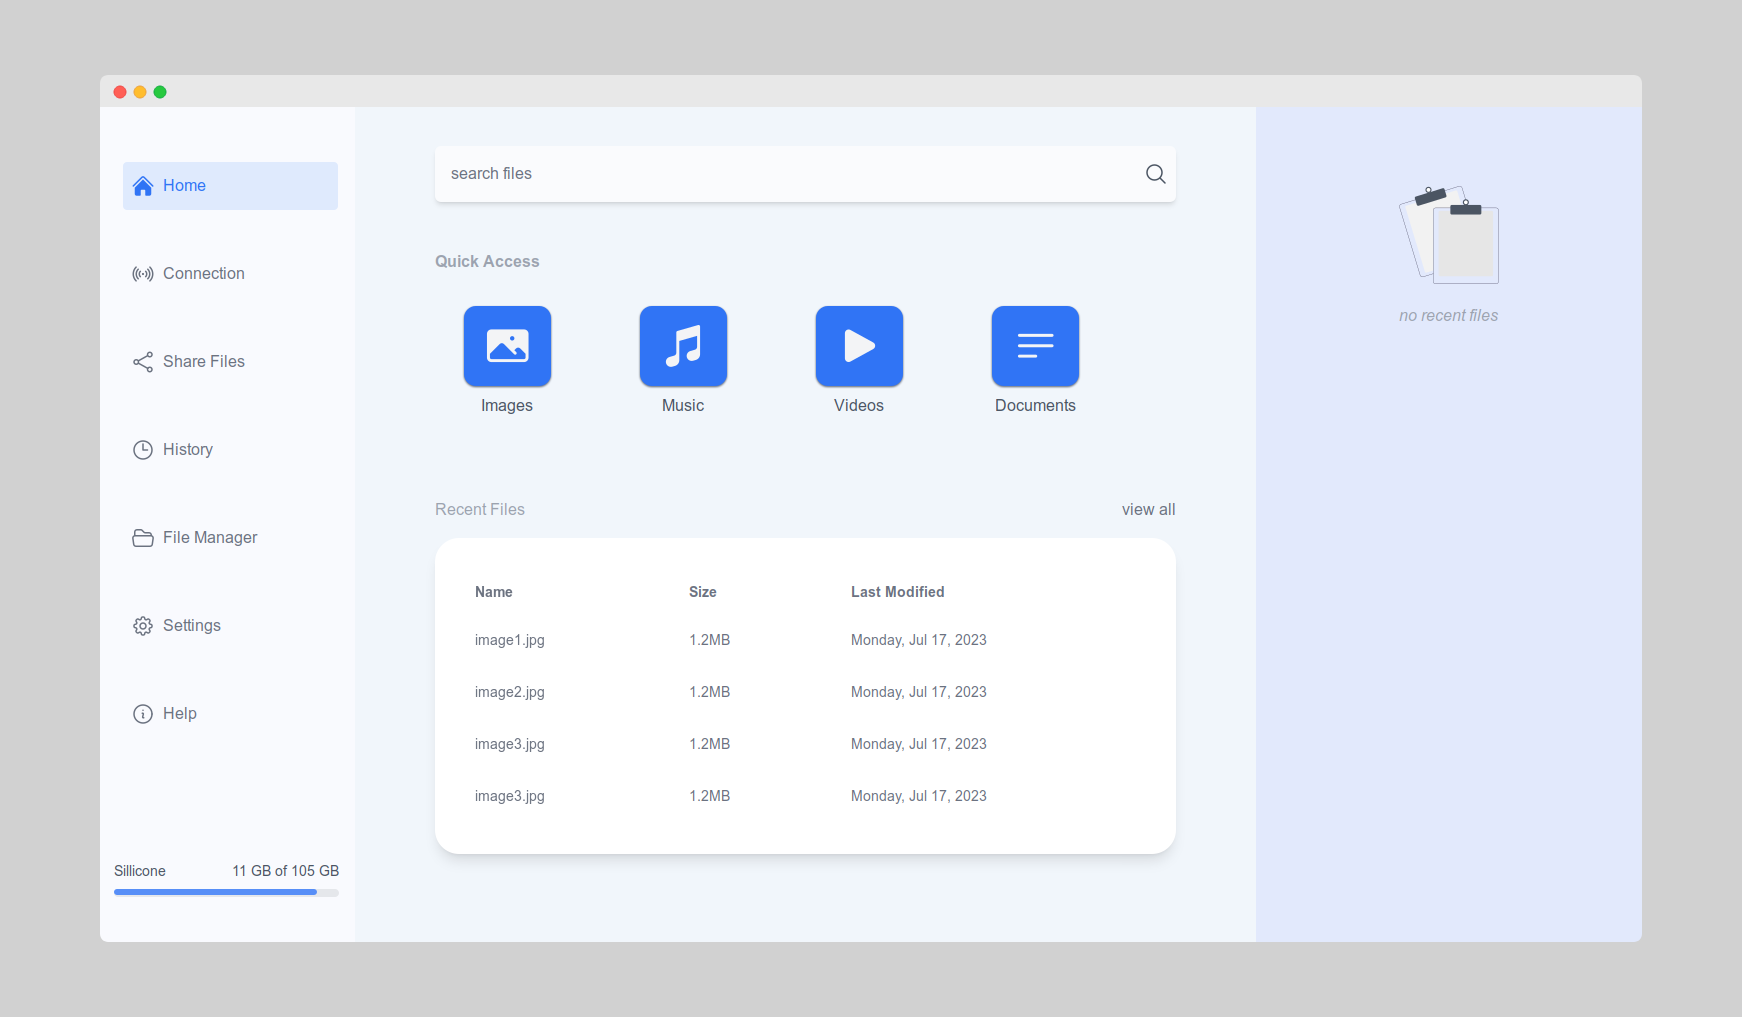 Home
Connection
Share Files
History
File Manager
Settings
Help
Sillicone 11 GB of 105 GB
search files
Quick Access
Images Music Videos Documents
Recent Files view all
Name Size Last Modified
image1.jpg 1.2MB Monday, Jul 17, 2023
image2.jpg 1.2MB Monday, Jul 17, 2023
image3.jpg 1.2MB Monday, Jul 17, 2023
image3.jpg 1.2MB Monday, Jul 17, 2023
no recent files